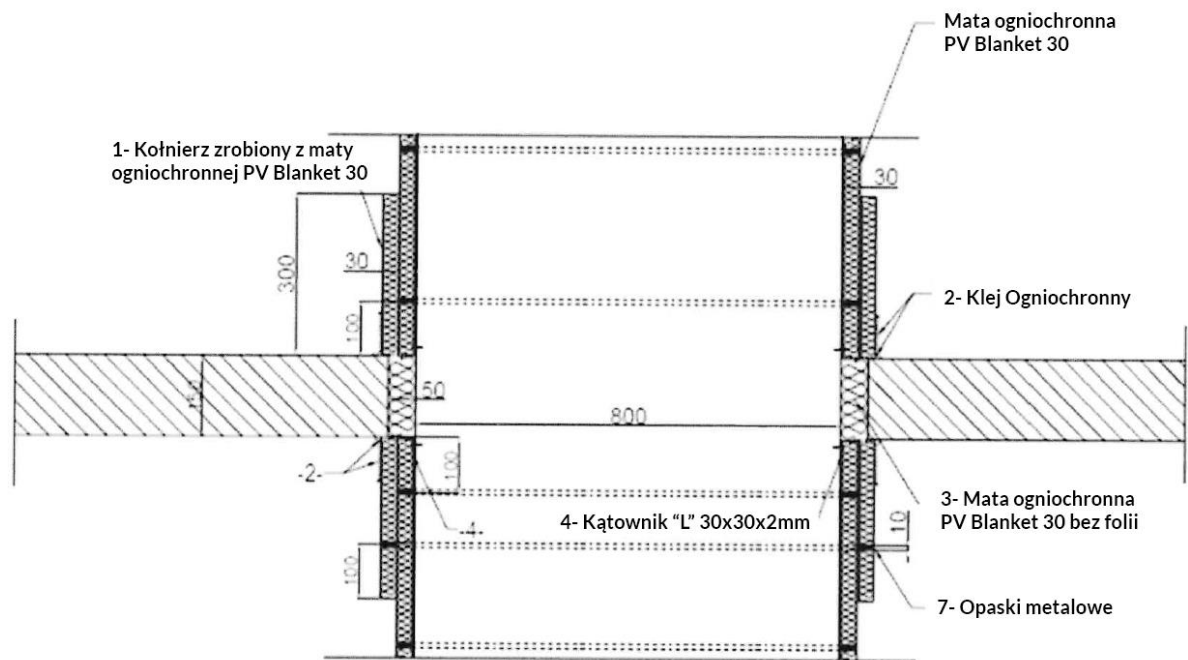 Mata ogniochronna
PV Blanket 30
1- Kołnierz zrobiony z maty
ogniochronnej PV Blanket 30
30
300
30
2- Klej Ogniochronny
100
50
800
-2-
100
3- Mata ogniochronna
PV Blanket 30 bez folii
4- Kątownik “L” 30x30x2mm
-4-
10
100
7- Opaski metalowe